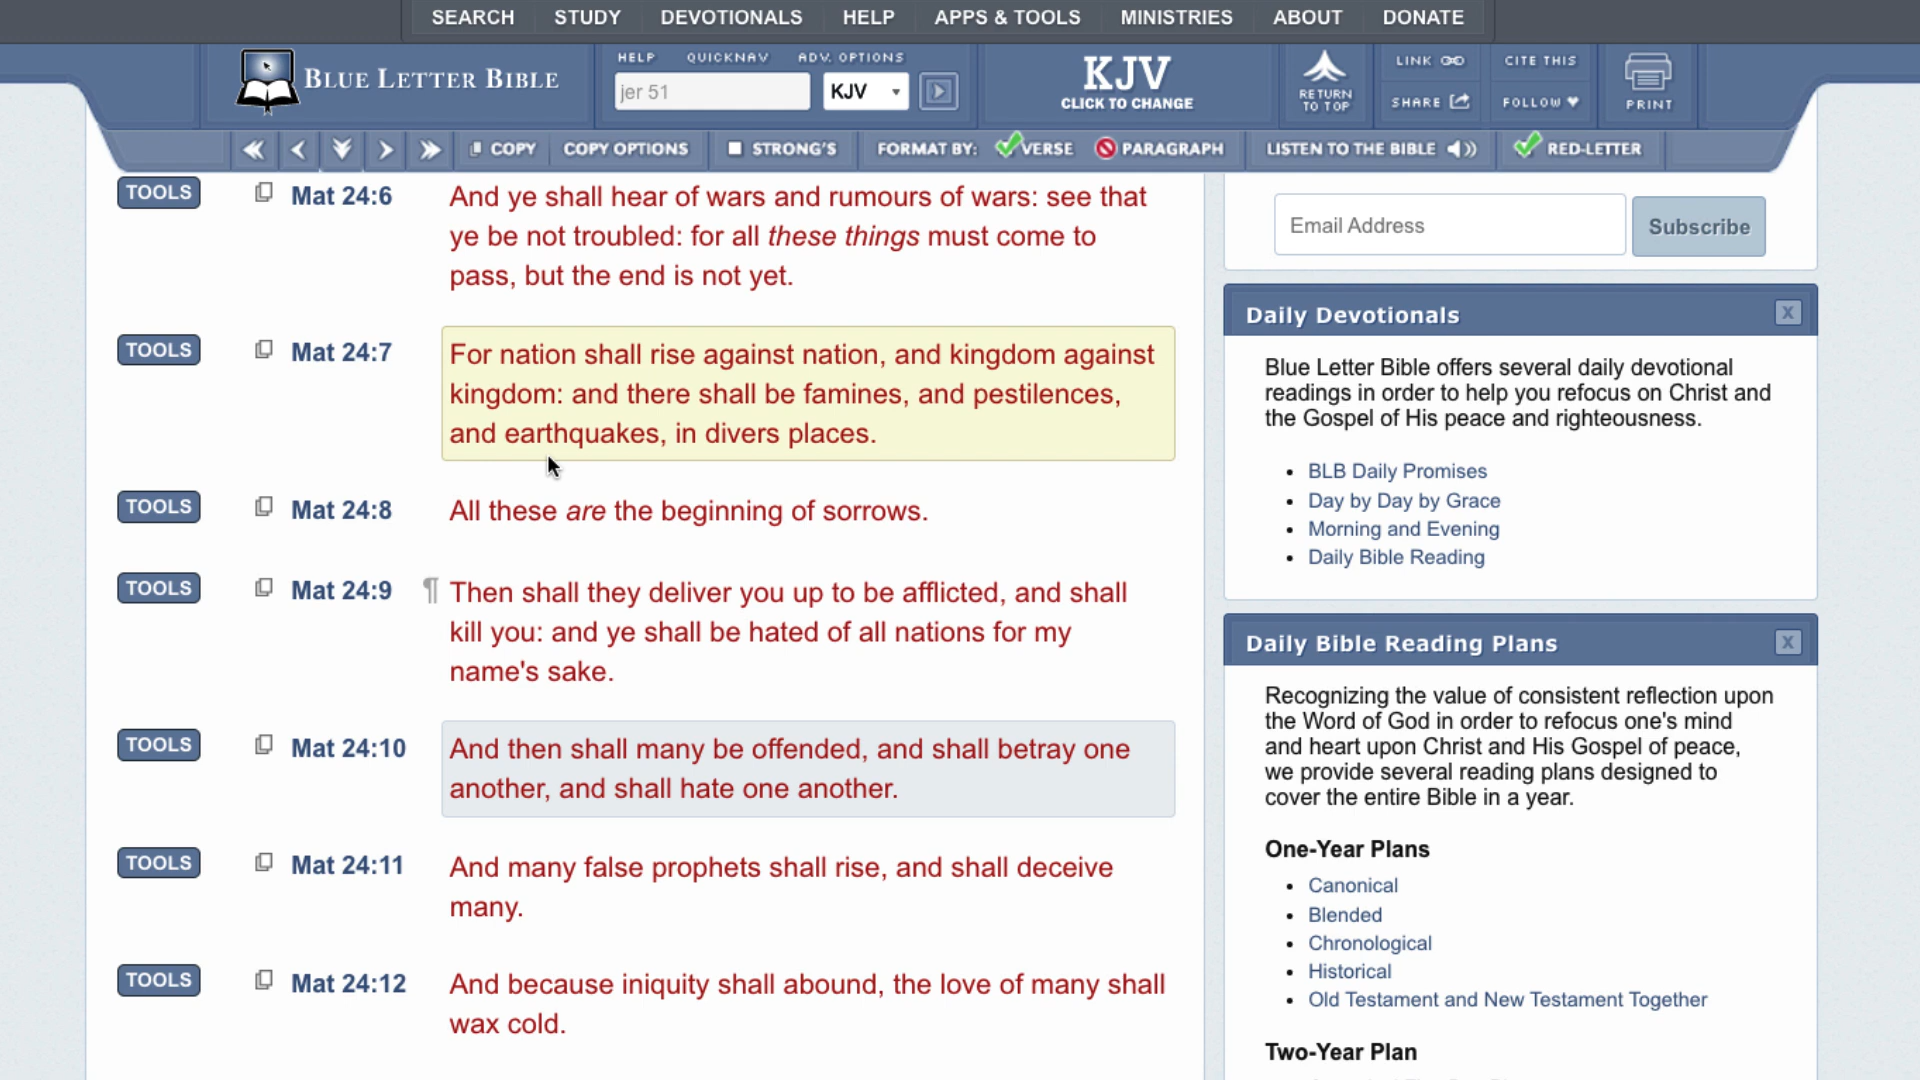 SEARCH STUDY DEVOTIONALS HELP APPS & TOOLS MINISTRIES ABOUT DONATE
BLUE LETTER BIBLE
HELP QUICKNAV ADV. OPTIONS
jer 51 KJV
KJV
CLICK TO CHANGE
RETURN
TO TOP
LINK
SHARE
CITE THIS
FOLLOW
PRINT
COPY COPY OPTIONS STRONG'S FORMAT BY: VERSE PARAGRAPH LISTEN TO THE BIBLE RED-LETTER
TOOLS Mat 24:6 And ye shall hear of wars and rumours of wars: see that
ye be not troubled: for all these things must come to
pass, but the end is not yet.
TOOLS Mat 24:7 For nation shall rise against nation, and kingdom against
kingdom: and there shall be famines, and pestilences,
and earthquakes, in divers places.
TOOLS Mat 24:8 All these are the beginning of sorrows.
TOOLS Mat 24:9 ¶ Then shall they deliver you up to be afflicted, and shall
kill you: and ye shall be hated of all nations for my
name's sake.
TOOLS Mat 24:10 And then shall many be offended, and shall betray one
another, and shall hate one another.
TOOLS Mat 24:11 And many false prophets shall rise, and shall deceive
many.
TOOLS Mat 24:12 And because iniquity shall abound, the love of many shall
wax cold.
Email Address Subscribe
Daily Devotionals X
Blue Letter Bible offers several daily devotional
readings in order to help you refocus on Christ and
the Gospel of His peace and righteousness.
• BLB Daily Promises
• Day by Day by Grace
• Morning and Evening
• Daily Bible Reading
Daily Bible Reading Plans X
Recognizing the value of consistent reflection upon
the Word of God in order to refocus one's mind
and heart upon Christ and His Gospel of peace,
we provide several reading plans designed to
cover the entire Bible in a year.
One-Year Plans
• Canonical
• Blended
• Chronological
• Historical
• Old Testament and New Testament Together
Two-Year Plan